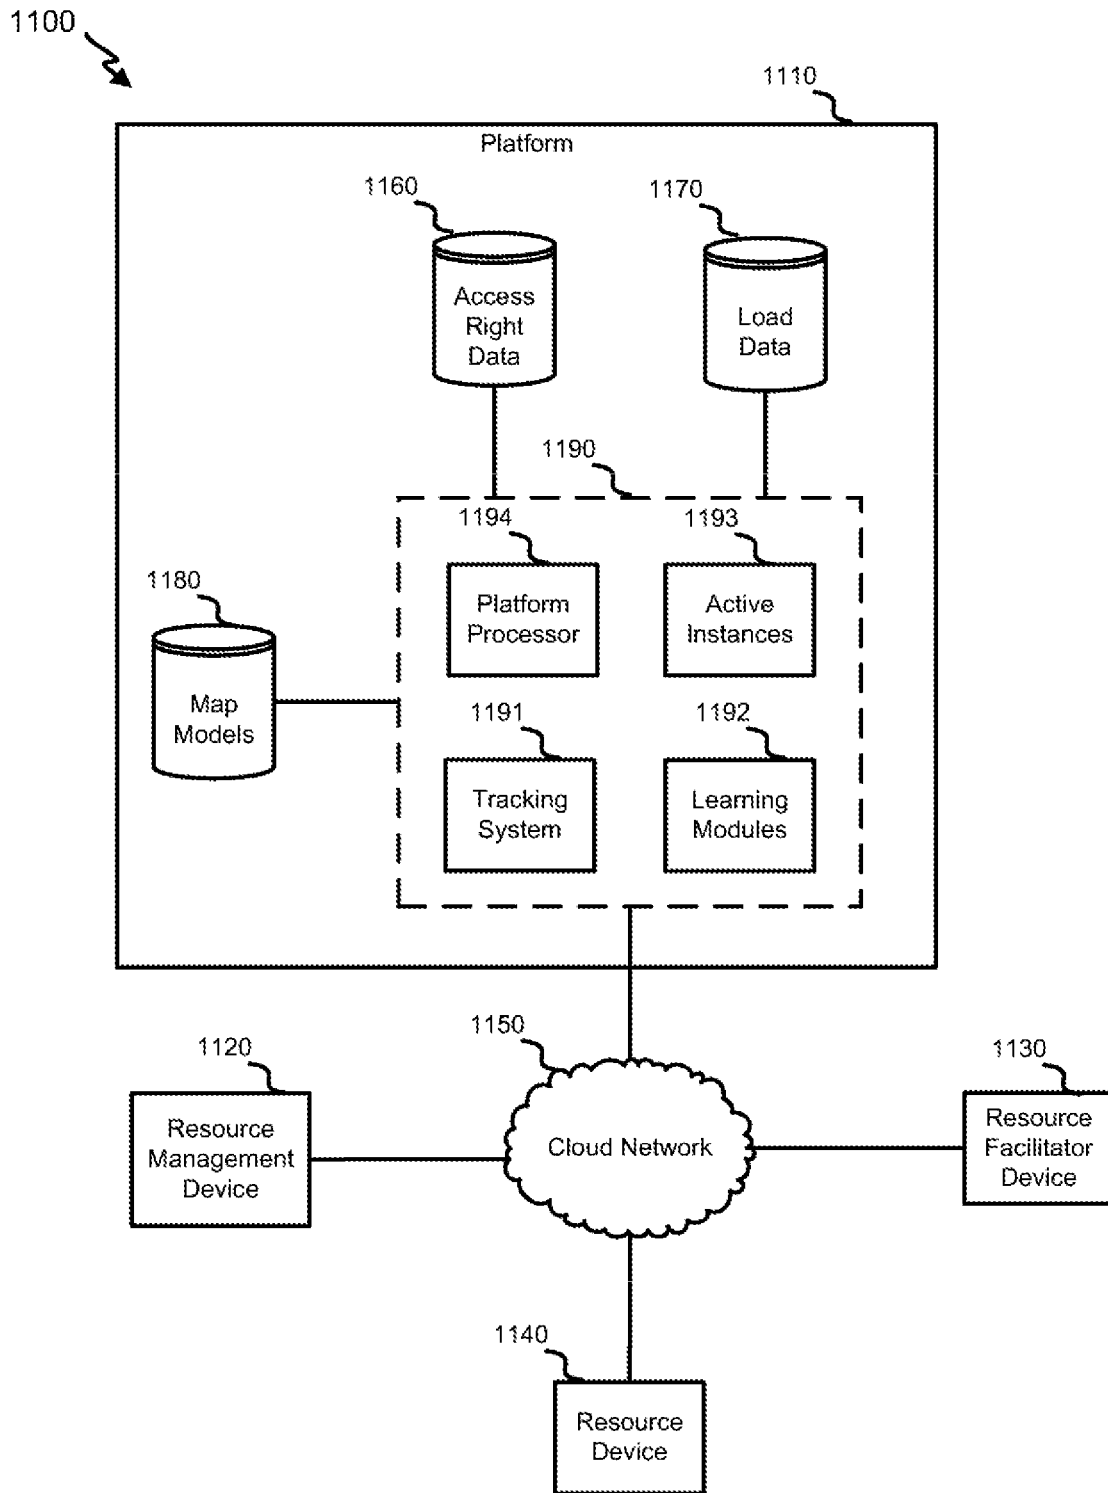 1100
1110
Platform
1160
1170
Access
Right
Data
Load
Data
1190
1194
1193
Platform
Processor
Active
Instances
1180
Map
Models
1191
1192
Tracking
System
Learning
Modules
1150
1120
1130
Resource
Management
Device
Cloud Network
Resource
Facilitator
Device
1140
Resource
Device